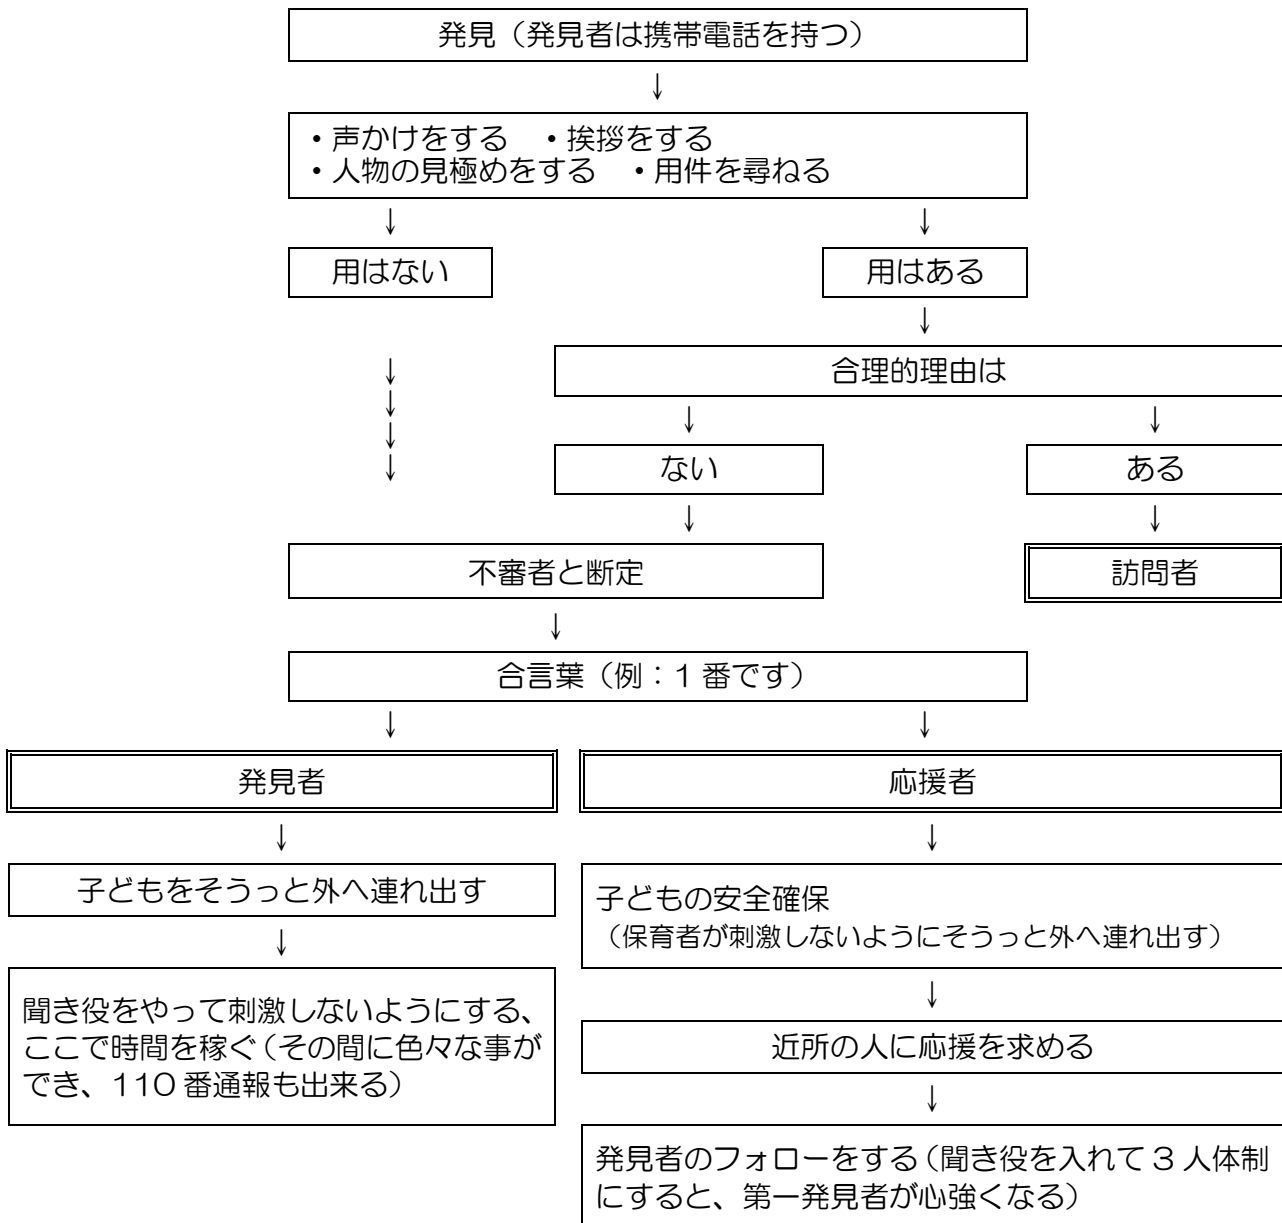 発見（発見者は携帯電話を持つ）
↓
・声かけをする　・挨拶をする
・人物の見極めをする　・用件を尋ねる
↓　↓
用はない　用はある
↓
合理的理由は
↓
↓
↓
↓
↓　↓
ない　ある
↓　↓
不審者と断定　訪問者
↓
合言葉（例：1 番です）
↓　↓
発見者　応援者
↓　↓
子どもをそうっと外へ連れ出す
↓
聞き役をやって刺激しないようにする、
ここで時間を稼ぐ（その間に色々な事が
でき、110 番通報も出来る）
子どもの安全確保
（保育者が刺激しないようにそうっと外へ連れ出す）
↓
近所の人に応援を求める
↓
発見者のフォローをする（聞き役を入れて 3 人体制
にすると、第一発見者が心強くなる）